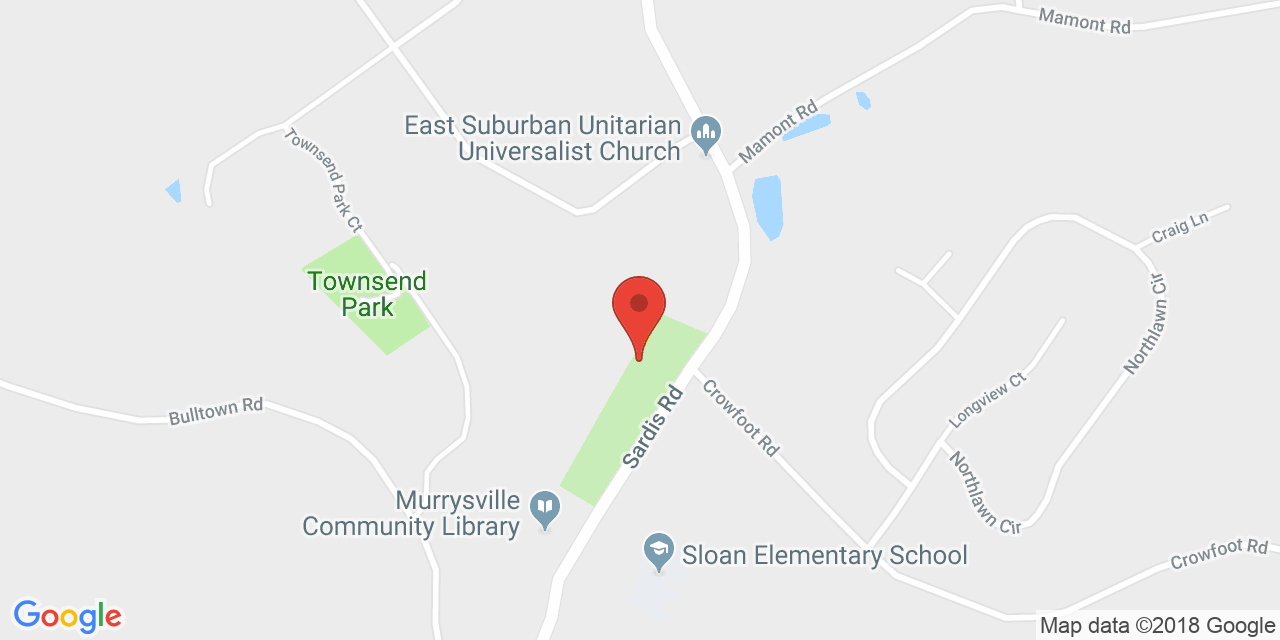 Mamont Rd
East Suburban Unitarian
Universalist Church
Mamont Rd
Townsend Park Ct
Craig Ln
Townsend
Park
Northlawn Cir
Longview Ct
Bulltown Rd
Sardis Rd
Crowfoot Rd
Northlawn Cir
Murrysville
Community Library
Sloan Elementary School
Crowfoot Rd
Google
Map data ©2018 Google